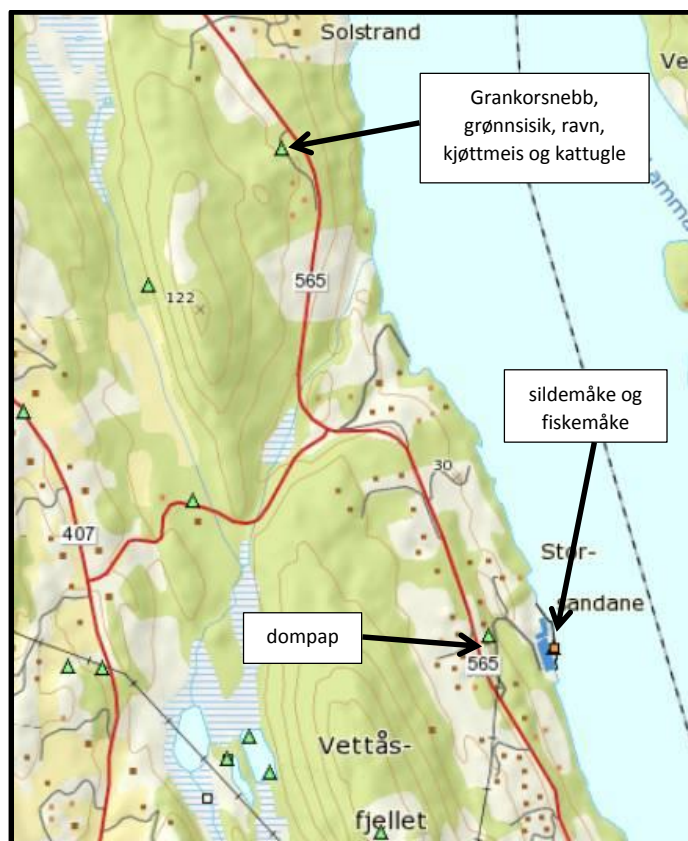 Solstrand
Ve
Grankorsnebb,
grønnsisik, ravn,
kjøttmeis og kattugle
565
122
sildemåke og
fiskemåke
30
407
Stor-
sandane
dompap
565
Vettås-
fjellet